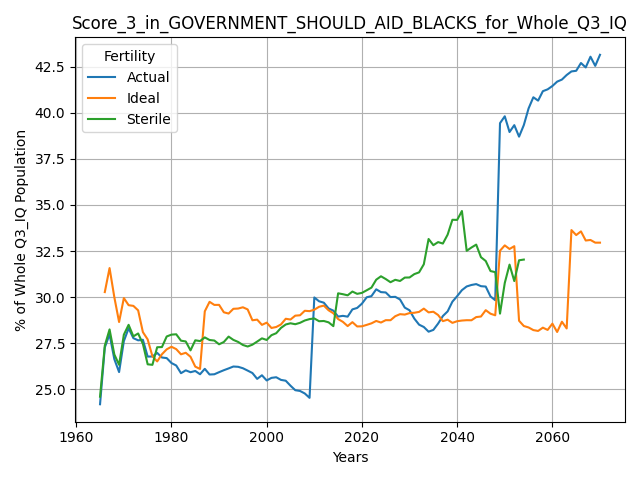 Score_3_in_GOVERNMENT_SHOULD_AID_BLACKS_for_Whole_Q3_IQ
Fertility
Actual
Ideal
Sterile
% of Whole Q3_IQ Population
42.5
40.0
37.5
35.0
32.5
30.0
27.5
25.0
1960
1980
2000
2020
2040
2060
Years